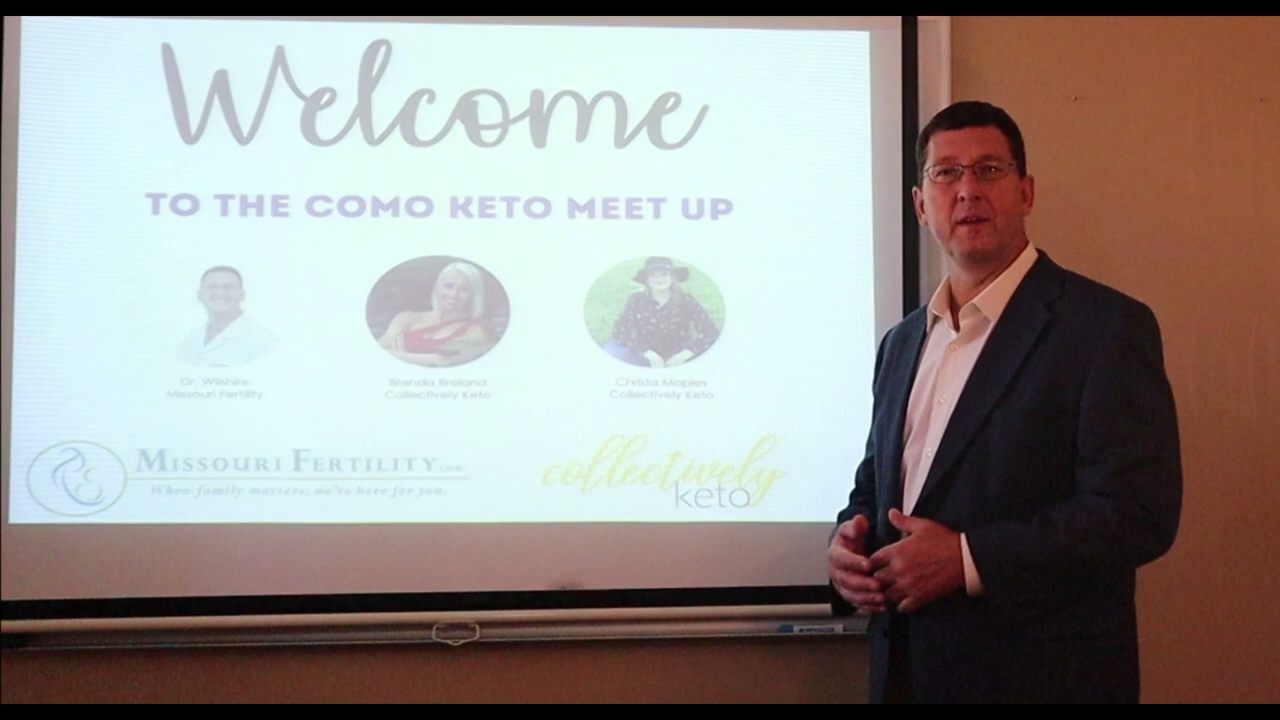 Welcome
TO THE COMO KETO MEET UP
Dr. Wilshire
Missouri Fertility
Brenda Breland
Collectively Keto
Christa Maples
Collectively Keto
MISSOURI FERTILITY.COM
When family matters, we're here for you.
collectively
keto